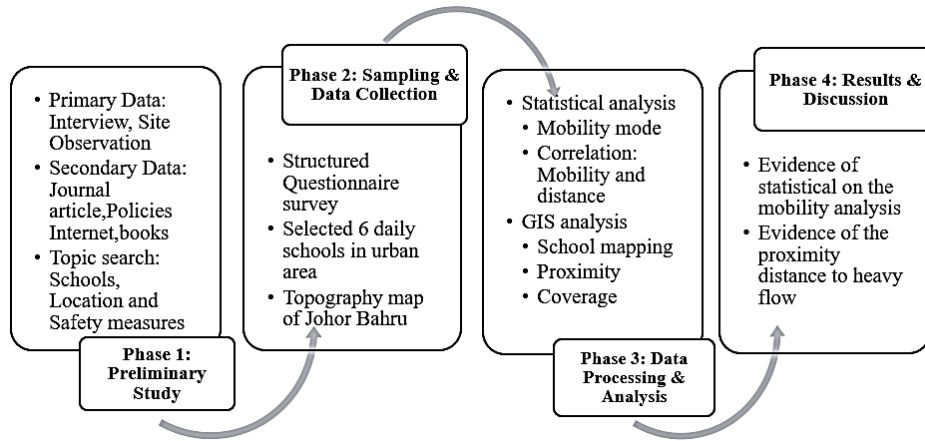 • Primary Data:
Interview, Site
Observation
• Secondary Data:
Journal
article,Policies
Internet,books
• Topic search:
Schools,
Location and
Safety measures
Phase 1:
Preliminary
Study
Phase 2: Sampling &
Data Collection
• Structured
Questionnaire
survey
• Selected 6 daily
schools in urban
area
• Topography map
of Johor Bahru
• Statistical analysis
• Mobility mode
• Correlation:
Mobility and
distance
• GIS analysis
• School mapping
• Proximity
• Coverage
Phase 3: Data
Processing &
Analysis
Phase 4: Results &
Discussion
• Evidence of
statistical on the
mobility analysis
• Evidence of the
proximity
distance to heavy
flow